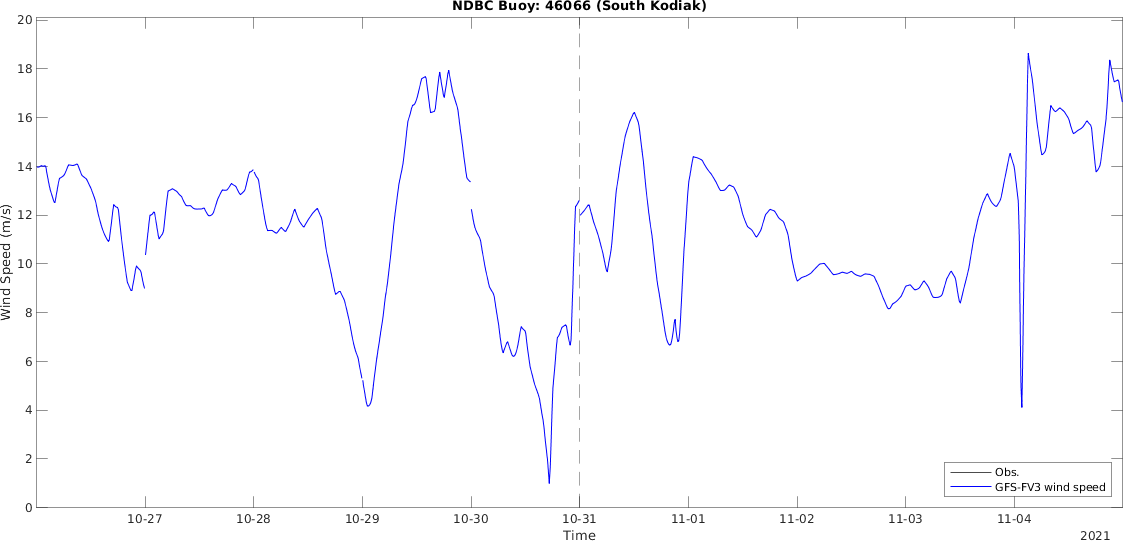 NDBC Buoy: 46066 (South Kodiak)
Wind Speed (m/s)
20
18
16
14
12
10
8
6
4
2
0
10-27 10-28 10-29 10-30 10-31 11-01 11-02 11-03 11-04
Time
2021
Obs.
GFS-FV3 wind speed